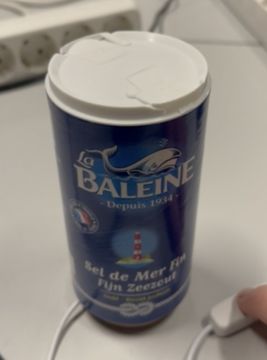 La
BALEINE
- Depuis 1934 -
Sel de Mer Fin
Fijn Zeezout